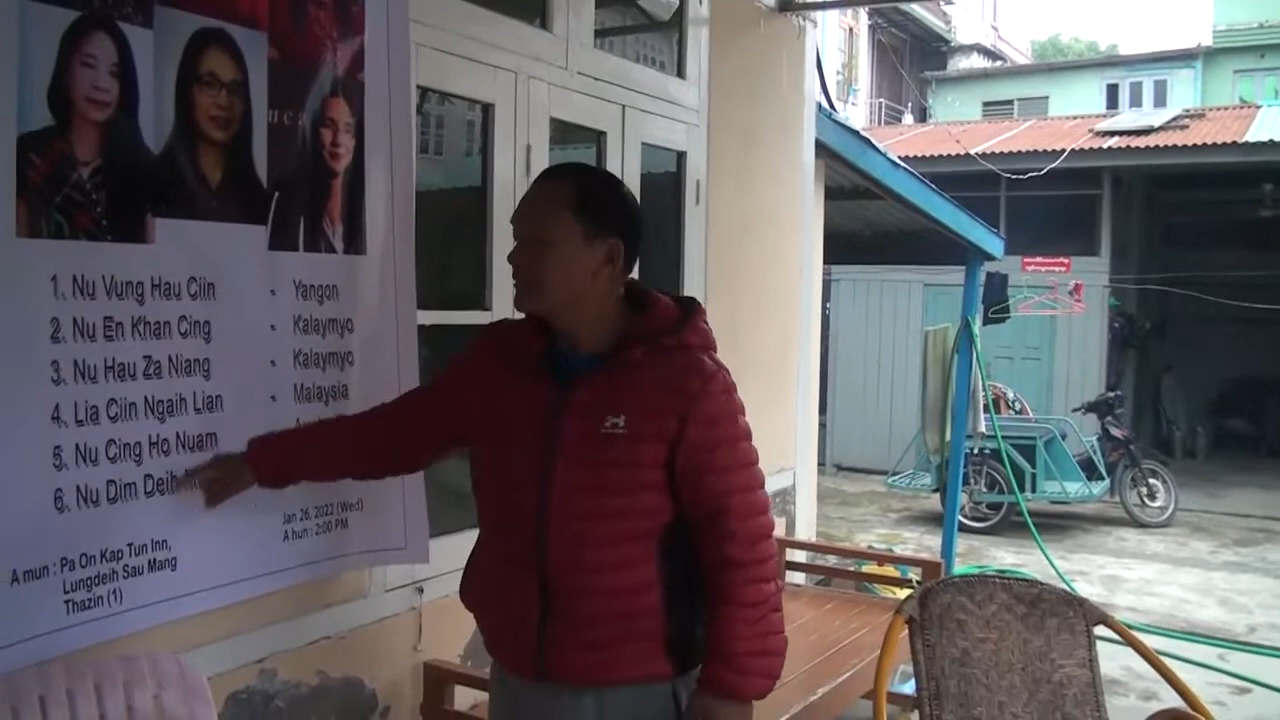 1. Nu Vung Hau Ciin - Yangon
2. Nu En Khan Cing - Kalaymyo
3. Nu Hau Za Niang - Kalaymyo
4. Lia Ciin Ngaih Lian - Malaysia
5. Nu Cing Ho Nuam
6. Nu Dim Deih
Jan 26, 2022 (Wed)
A hun : 2:00 PM
A mun : Pa On Kap Tun Inn,
Lungdeih Sau Mang
Thazin (1)